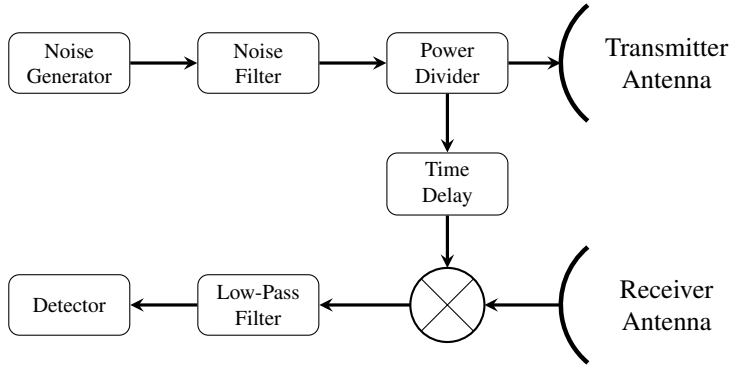 Noise
Generator
Noise
Filter
Power
Divider
Transmitter
Antenna
Time
Delay
Detector
Low-Pass
Filter
Receiver
Antenna